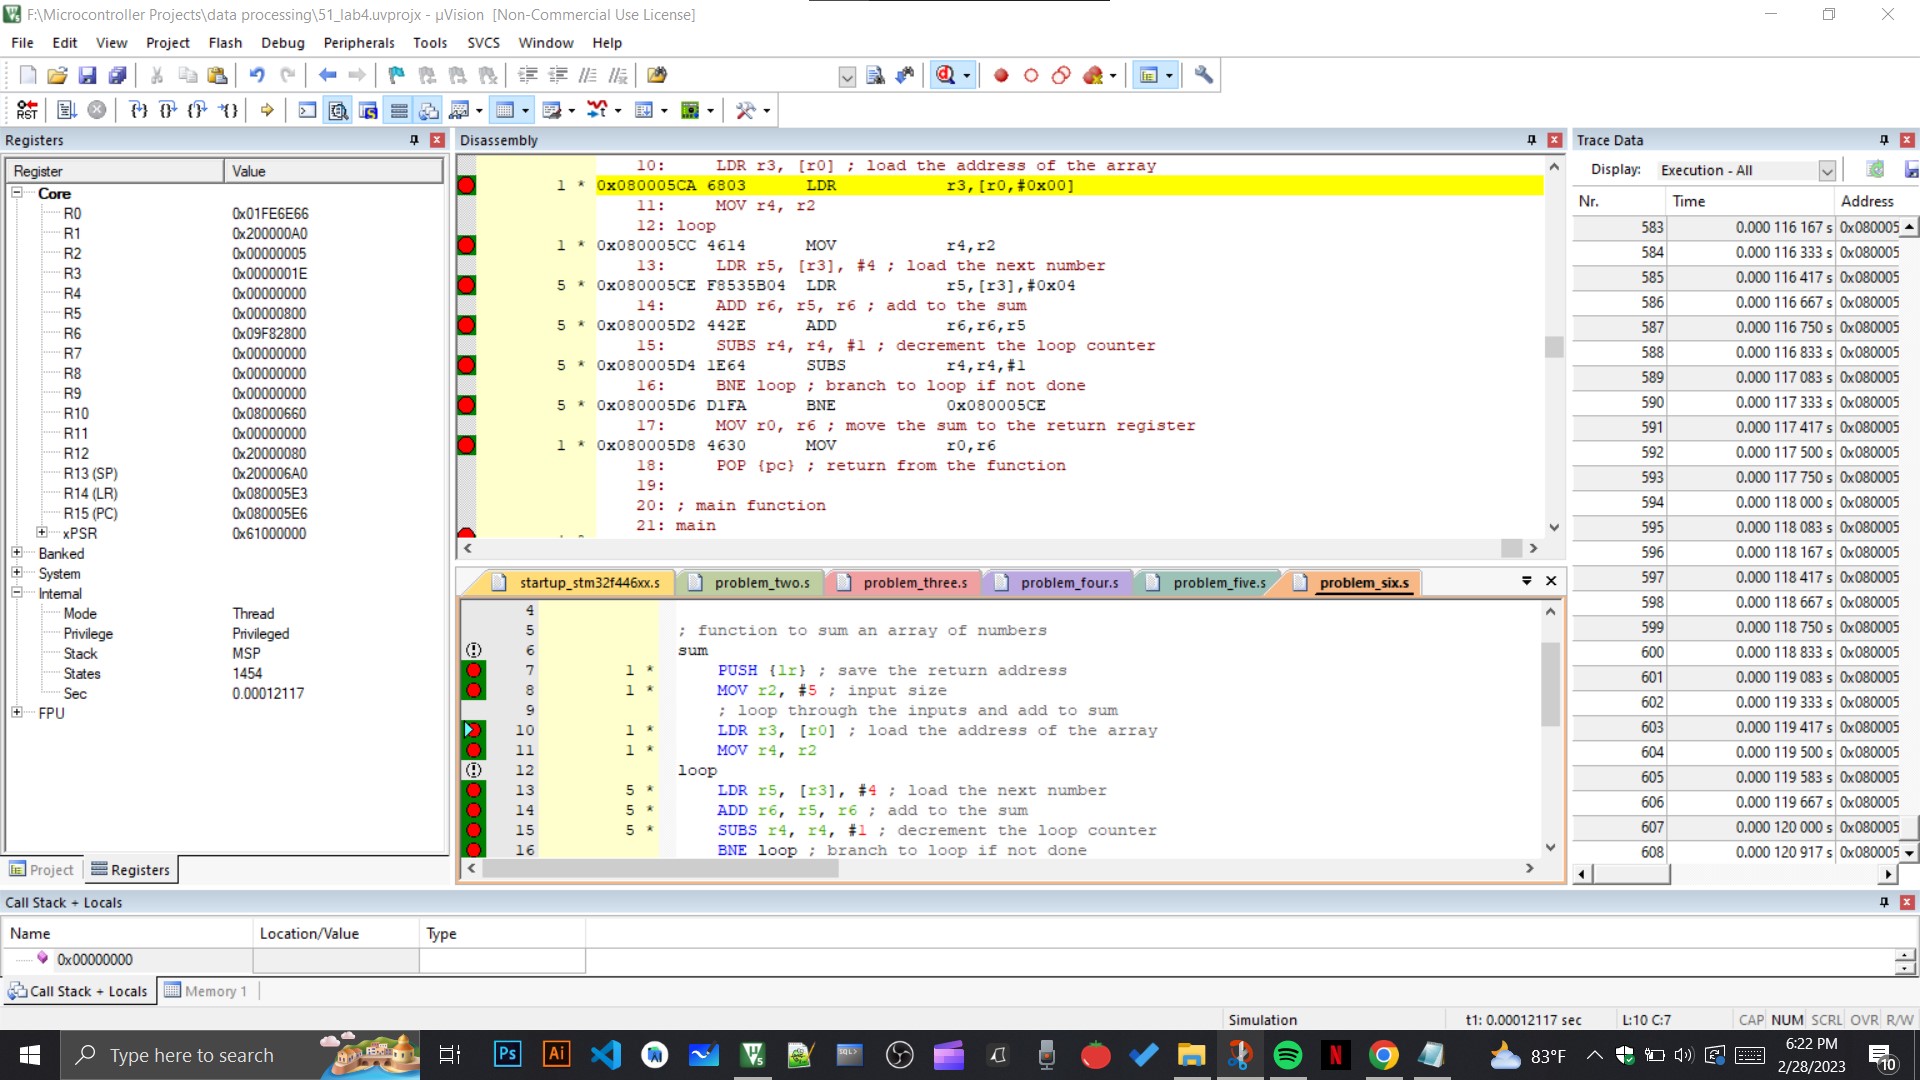 F:\Microcontroller Projects\data processing\51_lab4.uvprojx - µVision  [Non-Commercial Use License]
File Edit View Project Flash Debug Peripherals Tools SVCS Window Help
Registers
Register Value
Core
R0 0x01FE6E66
R1 0x200000A0
R2 0x00000005
R3 0x0000001E
R4 0x00000000
R5 0x00000800
R6 0x09F82800
R7 0x00000000
R8 0x00000000
R9 0x00000000
R10 0x08000660
R11 0x00000000
R12 0x20000080
R13 (SP) 0x200006A0
R14 (LR) 0x080005E3
R15 (PC) 0x080005E6
xPSR 0x61000000
Banked
System
Internal
Mode Thread
Privilege Privileged
Stack MSP
States 1454
Sec 0.00012117
FPU
Project Registers
Disassembly
10: LDR r3, [r0] ; load the address of the array
1 * 0x080005CA 6803 LDR r3,[r0,#0x00]
11: MOV r4, r2
12: loop
1 * 0x080005CC 4614 MOV r4,r2
13: LDR r5, [r3], #4 ; load the next number
5 * 0x080005CE F8535B04 LDR r5,[r3],#0x04
14: ADD r6, r5, r6 ; add to the sum
5 * 0x080005D2 442E ADD r6,r6,r5
15: SUBS r4, r4, #1 ; decrement the loop counter
5 * 0x080005D4 1E64 SUBS r4,r4,#1
16: BNE loop ; branch to loop if not done
5 * 0x080005D6 D1FA BNE 0x080005CE
17: MOV r0, r6 ; move the sum to the return register
1 * 0x080005D8 4630 MOV r0,r6
18: POP {pc} ; return from the function
19:
20: ; main function
21: main
startup_stm32f446xx.s problem_two.s problem_three.s problem_four.s problem_five.s problem_six.s
4
5 ; function to sum an array of numbers
6 sum
7 1 * PUSH {lr} ; save the return address
8 1 * MOV r2, #5 ; input size
9 ; loop through the inputs and add to sum
10 1 * LDR r3, [r0] ; load the address of the array
11 1 * MOV r4, r2
12 loop
13 5 * LDR r5, [r3], #4 ; load the next number
14 5 * ADD r6, r5, r6 ; add to the sum
15 5 * SUBS r4, r4, #1 ; decrement the loop counter
16 BNE loop ; branch to loop if not done
Trace Data
Display: Execution - All
Nr. Time Address
583 0.000 116 167 s 0x080005
584 0.000 116 333 s 0x080005
585 0.000 116 417 s 0x080005
586 0.000 116 667 s 0x080005
587 0.000 116 750 s 0x080005
588 0.000 116 833 s 0x080005
589 0.000 117 083 s 0x080005
590 0.000 117 333 s 0x080005
591 0.000 117 417 s 0x080005
592 0.000 117 500 s 0x080005
593 0.000 117 750 s 0x080005
594 0.000 118 000 s 0x080005
595 0.000 118 083 s 0x080005
596 0.000 118 167 s 0x080005
597 0.000 118 417 s 0x080005
598 0.000 118 667 s 0x080005
599 0.000 118 750 s 0x080005
600 0.000 118 833 s 0x080005
601 0.000 119 083 s 0x080005
602 0.000 119 333 s 0x080005
603 0.000 119 417 s 0x080005
604 0.000 119 500 s 0x080005
605 0.000 119 583 s 0x080005
606 0.000 119 667 s 0x080005
607 0.000 120 000 s 0x080005
608 0.000 120 917 s 0x080005
Call Stack + Locals
Name Location/Value Type
0x00000000
Call Stack + Locals Memory 1
Simulation t1: 0.00012117 sec L:10 C:7 CAP NUM SCRL OVR R/W
Type here to search
Ps Ai
83°F
6:22 PM
2/28/2023
10